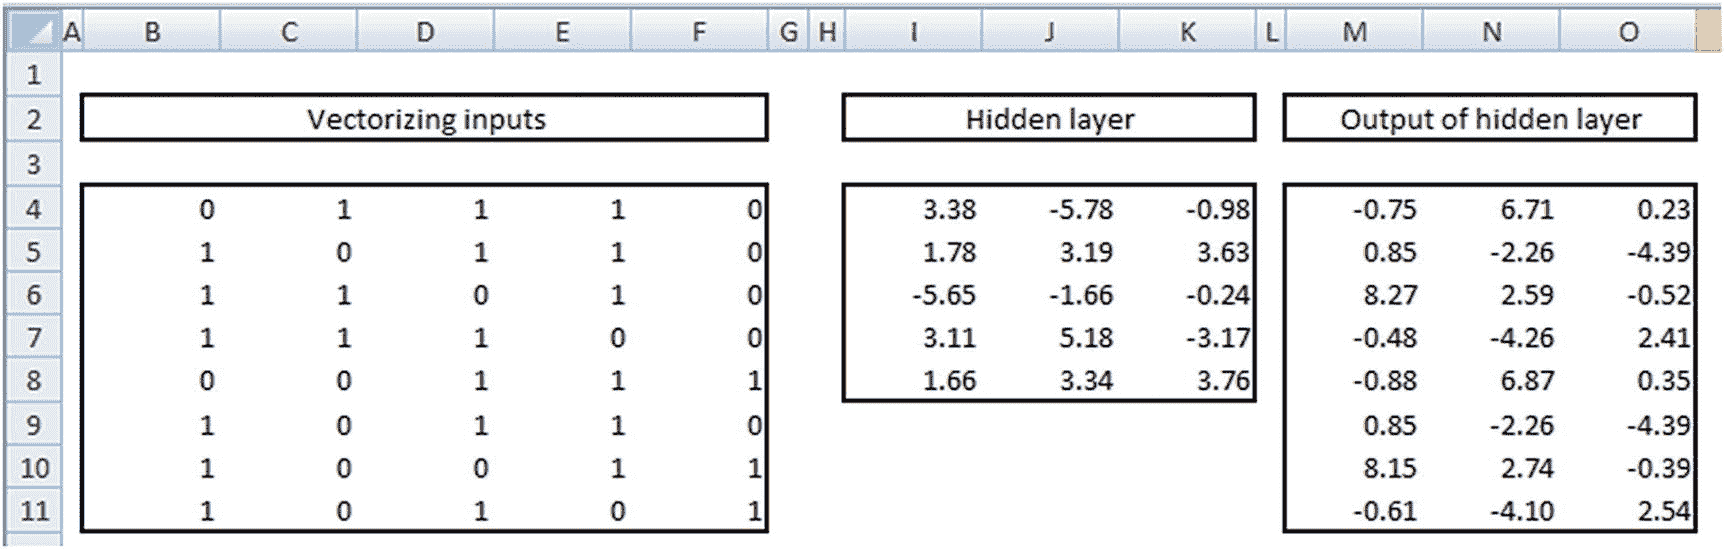 A B C D E F G H I J K L M N O
1
2 Vectorizing inputs Hidden layer Output of hidden layer
3
4 0 1 1 1 0 3.38 -5.78 -0.98 -0.75 6.71 0.23
5 1 0 1 1 0 1.78 3.19 3.63 0.85 -2.26 -4.39
6 1 1 0 1 0 -5.65 -1.66 -0.24 8.27 2.59 -0.52
7 1 1 1 0 0 3.11 5.18 -3.17 -0.48 -4.26 2.41
8 0 0 1 1 1 1.66 3.34 3.76 -0.88 6.87 0.35
9 1 0 1 1 0 0.85 -2.26 -4.39
10 1 0 0 1 1 8.15 2.74 -0.39
11 1 0 1 0 1 -0.61 -4.10 2.54